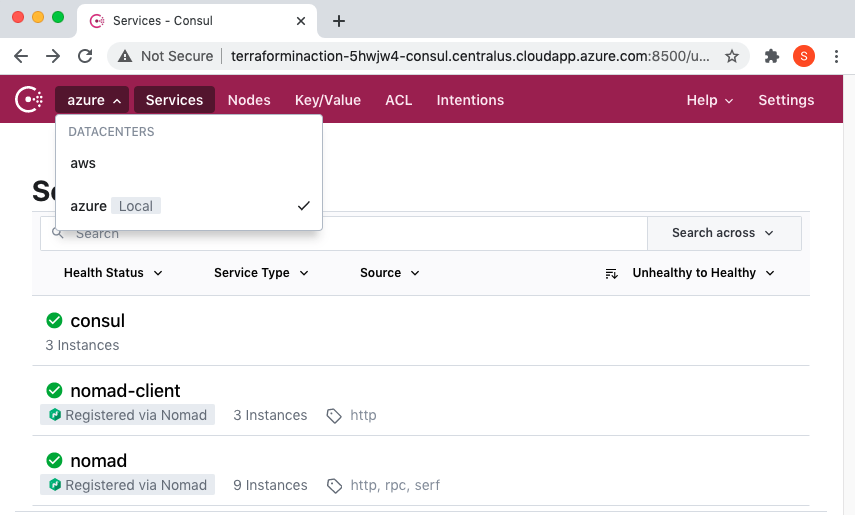 Services - Consul
Not Secure | terraforminaction-5hwjw4-consul.centralus.cloudapp.azure.com:8500/u... S
azure Services Nodes Key/Value ACL Intentions Help Settings
DATACENTERS
aws
azure Local
Search Search across
Health Status Service Type Source Unhealthy to Healthy
consul
3 Instances
nomad-client
Registered via Nomad 3 Instances http
nomad
Registered via Nomad 9 Instances http, rpc, serf